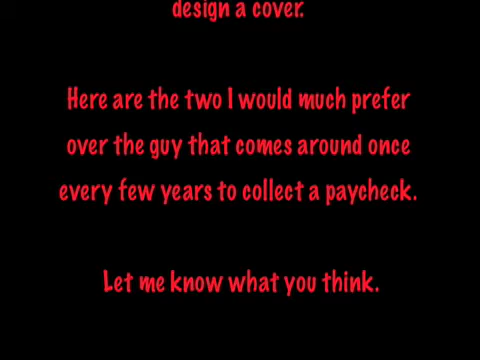 design a cover.
Here are the two I would much prefer
over the guy that comes around once
every few years to collect a paycheck.
Let me know what you think.